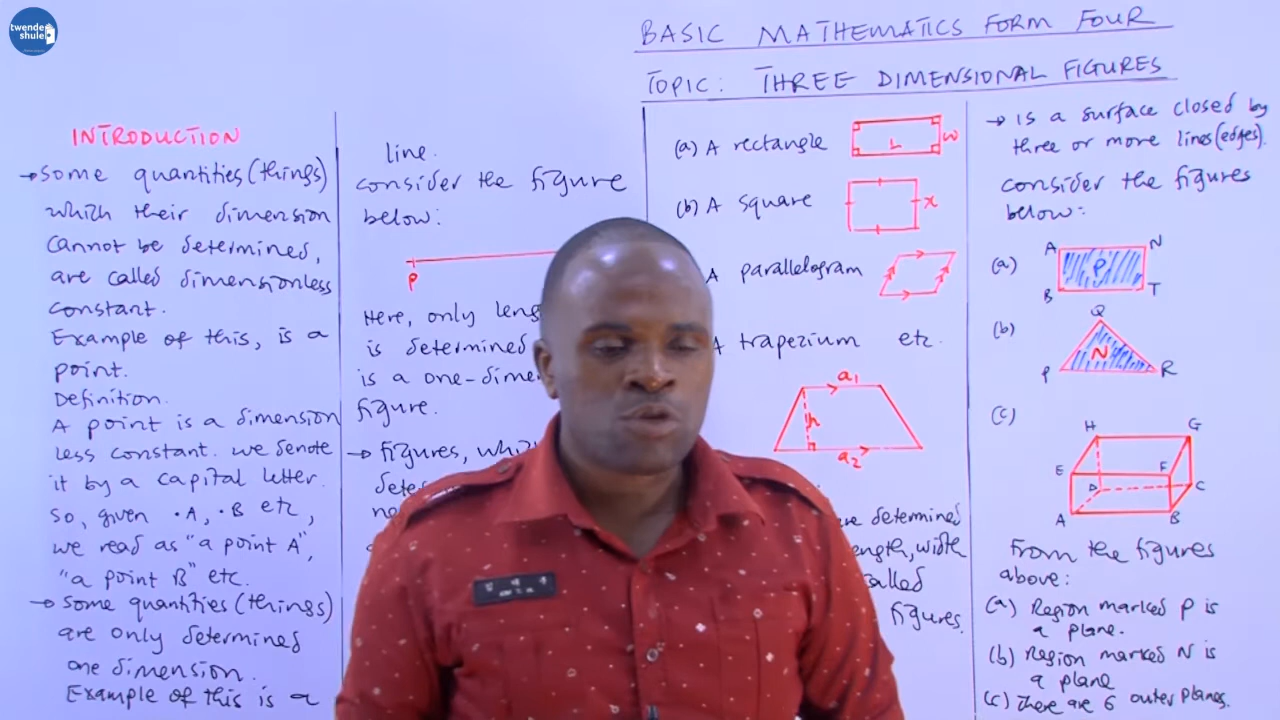 twende
shule
BASIC MATHEMATICS FORM FOUR
TOPIC: THREE DIMENSIONAL FIGURES
INTRODUCTION
→ Some quantities (things)
which their dimension
cannot be determined,
are called dimensionless
constant.
Example of this, is a
point.
Definition.
A point is a dimension
less constant. we denote
it by a capital letter.
so, given .A, .B etc,
we read as "a point A",
"a point B" etc.
→ some quantities (things)
are only determined
one dimension.
Example of this is a
line.
consider the figure
below:
P
Here, only
is determined
is a one-
figure.
→ figures,
(a) A rectangle
L
W
(b) A square
x
A parallelogram
A trapezium etc.
a1
h
a2
determined
width
called
figures.
→ is a surface closed by
three or more lines (edges).
consider the figures
below:
(a)
A
N
P
B
T
(b)
Q
N
P
R
(c)
H
G
E
F
D
C
A
B
From the figures
above:
(a) Region marked P is
a plane.
(b) Region marked N is
a plane
(c) There are 6 outer planes.